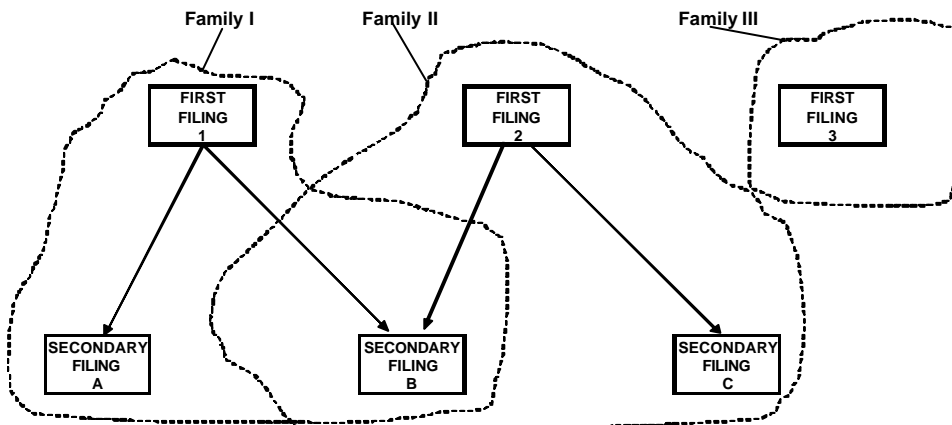 Family I
Family II
Family III
FIRST
FILING
1
FIRST
FILING
2
FIRST
FILING
3
SECONDARY
FILING
A
SECONDARY
FILING
B
SECONDARY
FILING
C